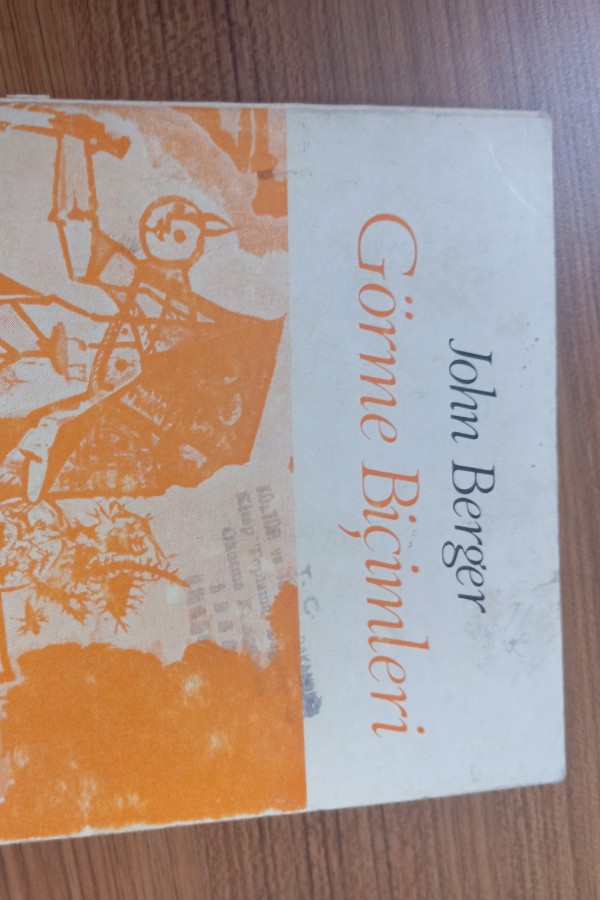 John Berger
Görme Biçimleri
T. C.